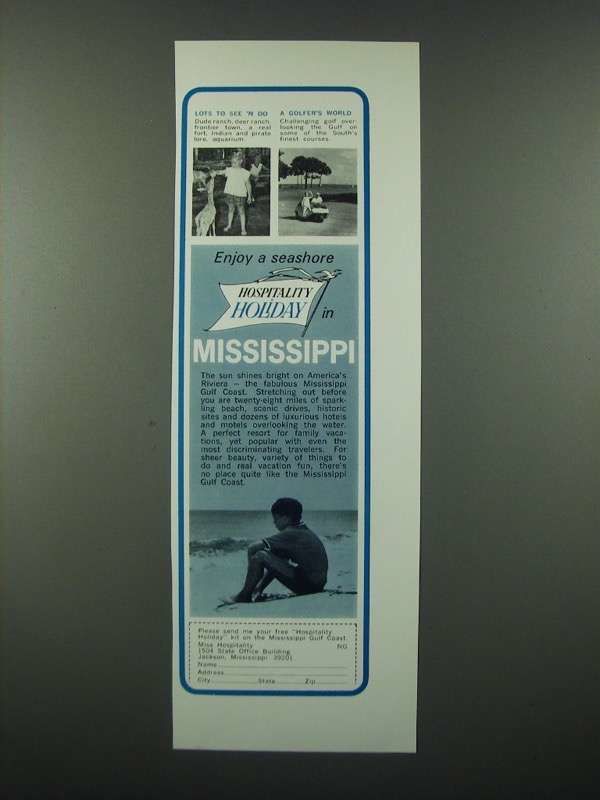 LOTS TO SEE 'N DO
Dude ranch, deer ranch,
frontier town, a real
fort, Indian and pirate
lore, aquarium.
A GOLFER'S WORLD
Challenging golf over-
looking the Gulf on
some of the South's
finest courses.
Enjoy a seashore
HOSPITALITY
HOLIDAY
in
MISSISSIPPI
The sun shines bright on America's
Riviera — the fabulous Mississippi
Gulf Coast. Stretching out before
you are twenty-eight miles of spark-
ling beach, scenic drives, historic
sites and dozens of luxurious hotels
and motels overlooking the water.
A perfect resort for family vaca-
tions, yet popular with even the
most discriminating travelers. For
sheer beauty, variety of things to
do and real vacation fun, there's
no place quite like the Mississippi
Gulf Coast.
Please send me your free "Hospitality
Holiday" kit on the Mississippi Gulf Coast.
Miss Hospitality NG
1504 State Office Building
Jackson, Mississippi 39201
Name
Address
City State Zip